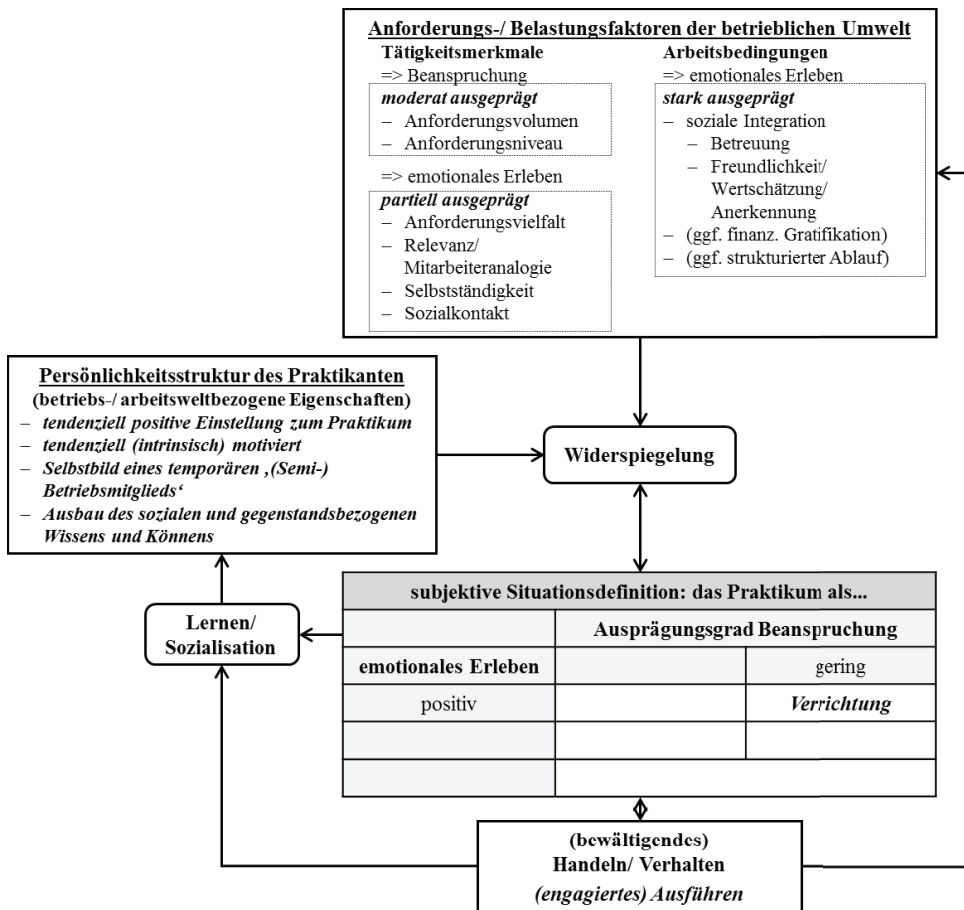 Anforderungs-/ Belastungsfaktoren der betrieblichen Umwelt
Tätigkeitsmerkmale
=> Beanspruchung
moderat ausgeprägt
– Anforderungsvolumen
– Anforderungsniveau
=> emotionales Erleben
partiell ausgeprägt
– Anforderungsvielfalt
– Relevanz/
Mitarbeiteranalogie
– Selbstständigkeit
– Sozialkontakt
Arbeitsbedingungen
=> emotionales Erleben
stark ausgeprägt
– soziale Integration
– Betreuung
– Freundlichkeit/
Wertschätzung/
Anerkennung
– (ggf. finanz. Gratifikation)
– (ggf. strukturierter Ablauf)
Persönlichkeitsstruktur des Praktikanten
(betriebs-/ arbeitsweltbezogene Eigenschaften)
– tendenziell positive Einstellung zum Praktikum
– tendenziell (intrinsisch) motiviert
– Selbstbild eines temporären ‚(Semi-)
Betriebsmitglieds‘
– Ausbau des sozialen und gegenstandsbezogenen
Wissens und Könnens
Widerspiegelung
Lernen/
Sozialisation
subjektive Situationsdefinition: das Praktikum als...
Ausprägungsgrad Beanspruchung
emotionales Erleben gering
positiv Verrichtung
(bewältigendes)
Handeln/ Verhalten
(engagiertes) Ausführen